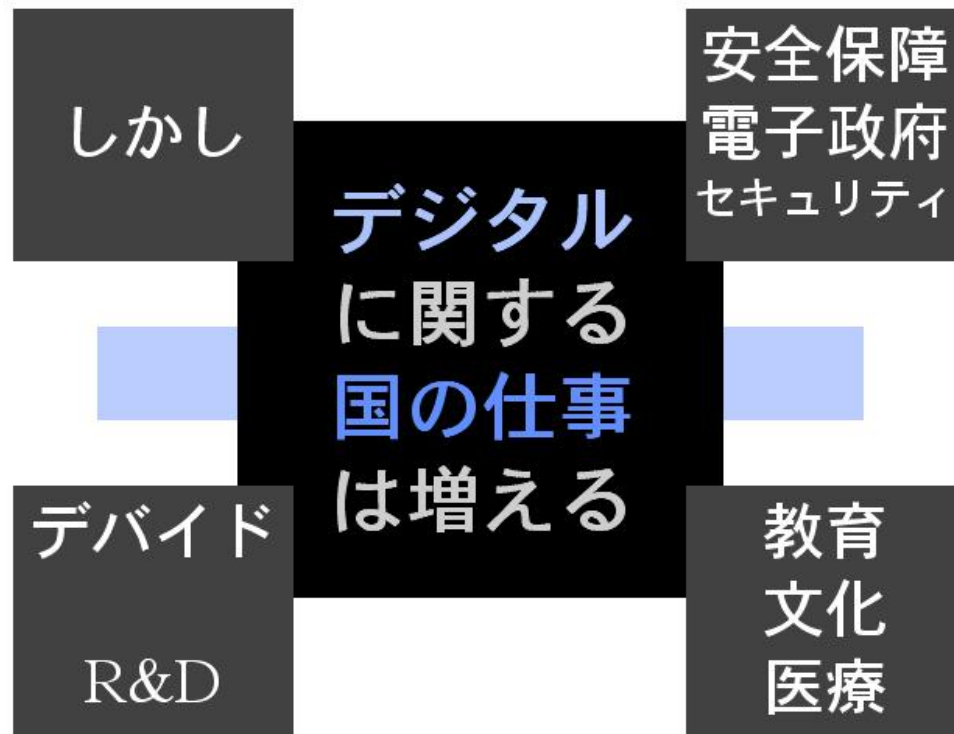 しかし
安全保障
電子政府
セキュリティ
デジタル
に関する
国の仕事
は増える
デバイド
R&D
教育
文化
医療